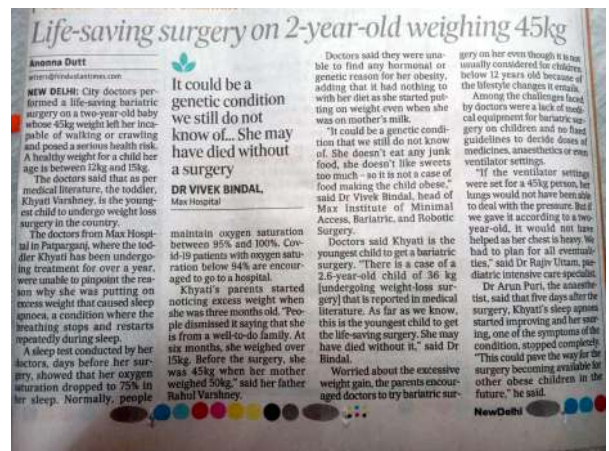 Life-saving surgery on 2-year-old weighing 45kg
Anonna Dutt
letters@hindustantimes.com
NEW DELHI: City doctors per-
formed a life-saving bariatric
surgery on a two-year-old baby
whose 45kg weight left her inca-
pable of walking or crawling
and posed a serious health risk.
A healthy weight for a child her
age is between 12kg and 15kg.
The doctors said that as per
medical literature, the toddler,
Khyati Varshney, is the young-
est child to undergo weight loss
surgery in the country.
The doctors from Max Hospi-
tal in Patparganj, where the tod-
dler Khyati has been undergo-
ing treatment for over a year,
were unable to pinpoint the rea-
son why she was putting on
excess weight that caused sleep
apnoea, a condition where the
breathing stops and restarts
repeatedly during sleep.
A sleep test conducted by her
doctors, days before her sur-
gery, showed that her oxygen
saturation dropped to 75% in
her sleep. Normally, people
It could be a
genetic condition
we still do not
know of... She may
have died without
a surgery
DR VIVEK BINDAL,
Max Hospital
maintain oxygen saturation
between 95% and 100%. Cov-
id-19 patients with oxygen satu-
ration below 94% are encour-
aged to go to a hospital.
Khyati's parents started
noticing excess weight when
she was three months old. "Peo-
ple dismissed it saying that she
is from a well-to-do family. At
six months, she weighed over
15kg. Before the surgery, she
was 45kg when her mother
weighed 50kg," said her father
Rahul Varshney.
Doctors said they were una-
ble to find any hormonal or
genetic reason for her obesity,
adding that it had nothing to
with her diet as she started put-
ting on weight even when she
was on mother's milk.
"It could be a genetic condi-
tion that we still do not know
of. She doesn't eat any junk
food, she doesn't like sweets
too much – so it is not a case of
food making the child obese,"
said Dr Vivek Bindal, head of
Max Institute of Minimal
Access, Bariatric, and Robotic
Surgery.
Doctors said Khyati is the
youngest child to get a bariatric
surgery. "There is a case of a
2.6-year-old child of 36 kg
[undergoing weight-loss sur-
gery] that is reported in medical
literature. As far as we know,
this is the youngest child to get
the life-saving surgery. She may
have died without it," said Dr
Bindal.
Worried about the excessive
weight gain, the parents encour-
aged doctors to try bariatric sur-
gery on her even though it is not
usually considered for children
below 12 years old because of
the lifestyle changes it entails.
Among the challenges faced
by doctors were a lack of medi-
cal equipment for bariatric sur-
gery on children and no fixed
guidelines to decide doses of
medicines, anaesthetics or even
ventilator settings.
"If the ventilator settings
were set for a 45kg person, her
lungs would not have been able
to deal with the pressure. But if
we gave it according to a two-
year-old, it would not have
helped as her chest is heavy. We
had to plan for all eventuali-
ties," said Dr Rajiv Uttam, pae-
diatric intensive care specialist.
Dr Arun Puri, the anaesthe-
tist, said that five days after the
surgery, Khyati's sleep apnoea
started improving and her snor-
ing, one of the symptoms of the
condition, stopped completely.
"This could pave the way for the
surgery becoming available for
other obese children in the
future," he said.
NewDelhi